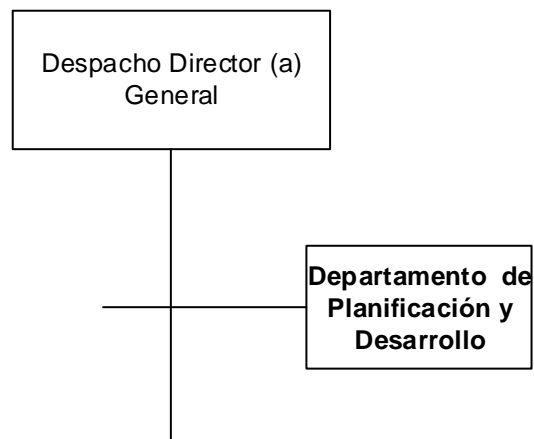 Despacho Director (a)
General
Departamento de
Planificación y
Desarrollo